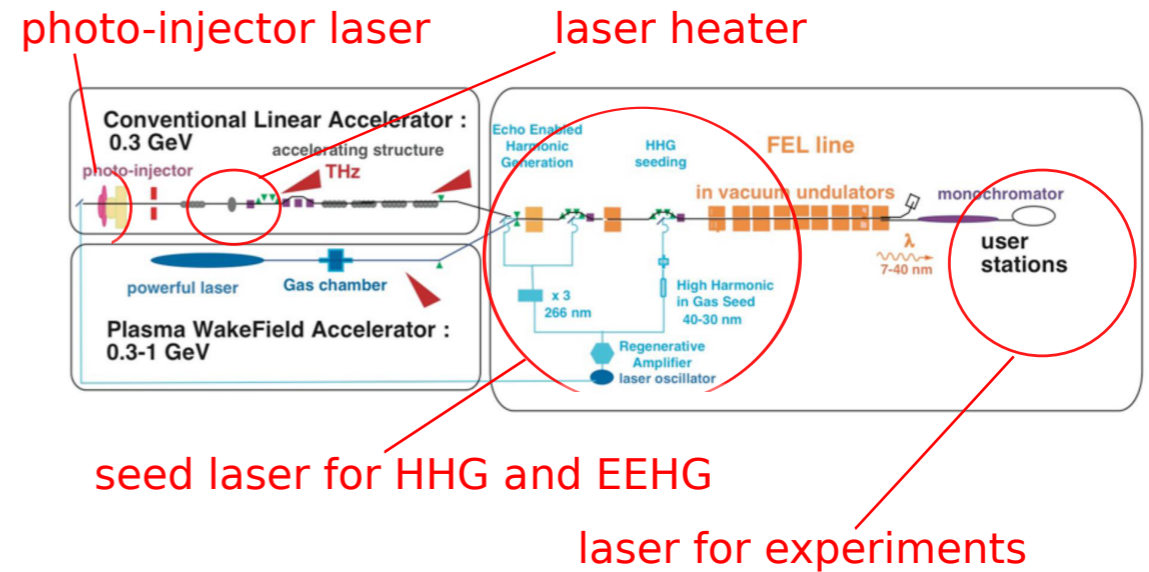 photo-injector laser
laser heater
Conventional Linear Accelerator :
0.3 GeV
accelerating structure
photo-injector
THz
Echo Enabled
Harmonic
Generation
HHG
seeding
FEL line
in vacuum undulators
monochromator
λ
7-40 nm
user
stations
powerful laser
Gas chamber
Plasma WakeField Accelerator :
0.3-1 GeV
x 3
266 nm
High Harmonic
in Gas Seed
40-30 nm
Regenerative
Amplifier
laser oscillator
seed laser for HHG and EEHG
laser for experiments